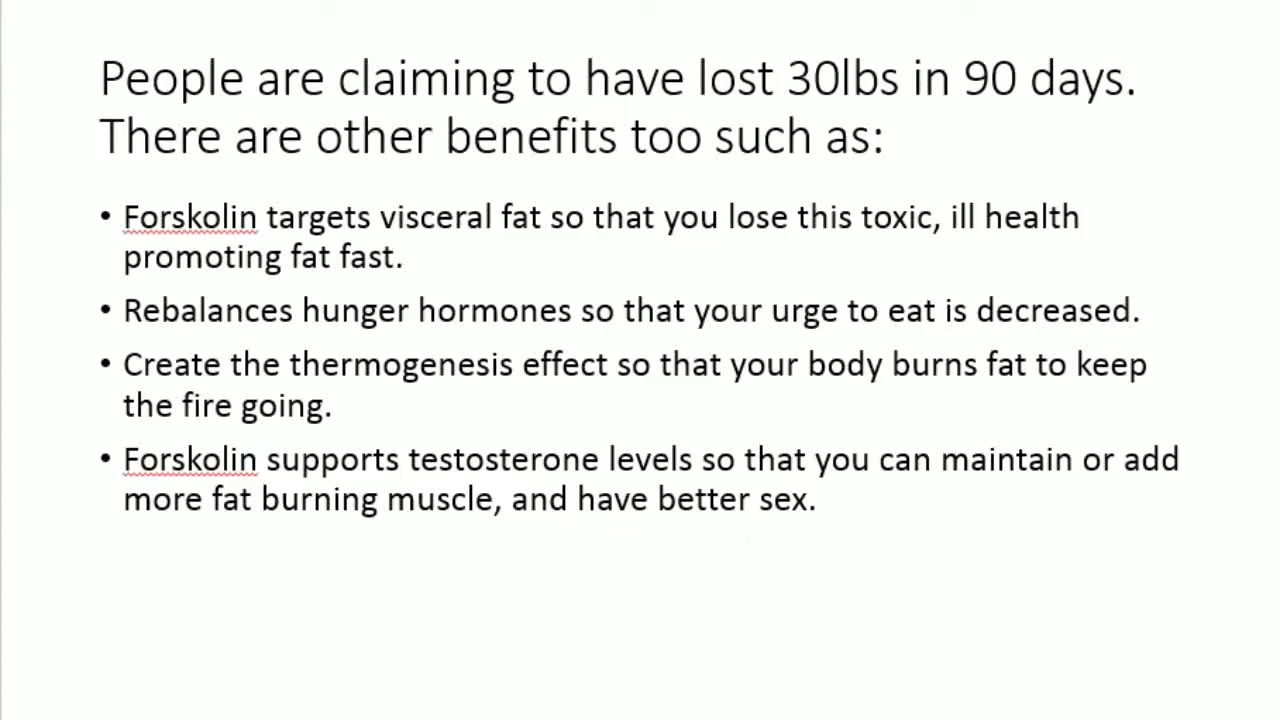 People are claiming to have lost 30lbs in 90 days.
There are other benefits too such as:
• Forskolin targets visceral fat so that you lose this toxic, ill health
promoting fat fast.
• Rebalances hunger hormones so that your urge to eat is decreased.
• Create the thermogenesis effect so that your body burns fat to keep
the fire going.
• Forskolin supports testosterone levels so that you can maintain or add
more fat burning muscle, and have better sex.